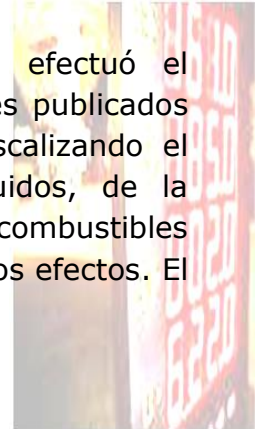 efectuó el
es publicados
scalizando el
uidos, de la
combustibles
os efectos. El